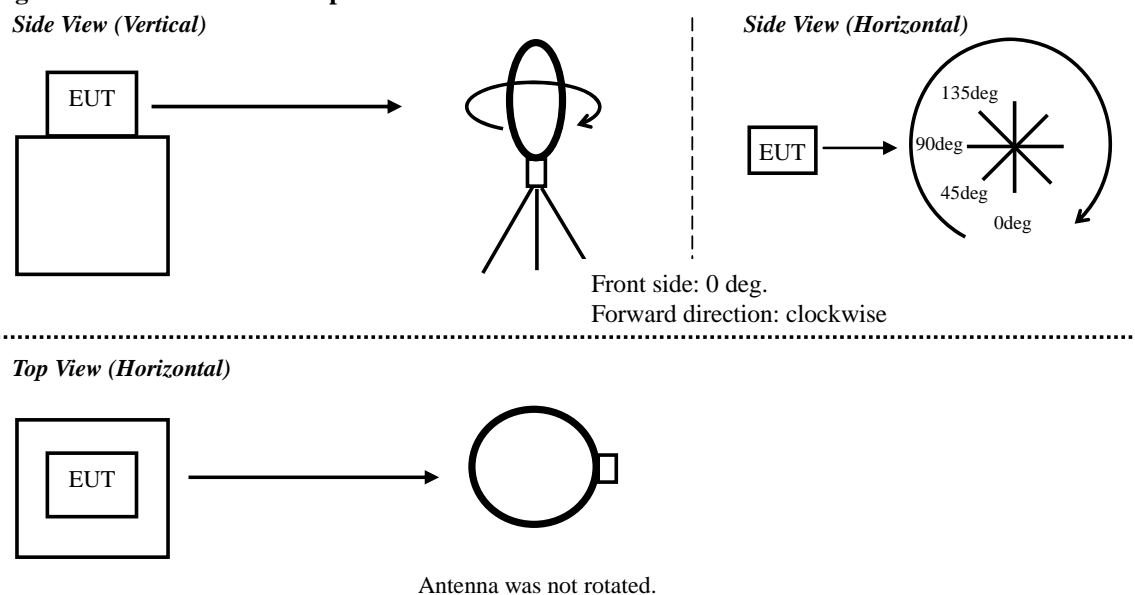 Side View (Vertical)
EUT
Side View (Horizontal)
135deg
90deg
45deg
0deg
EUT
Front side: 0 deg.
Forward direction: clockwise
Top View (Horizontal)
EUT
Antenna was not rotated.